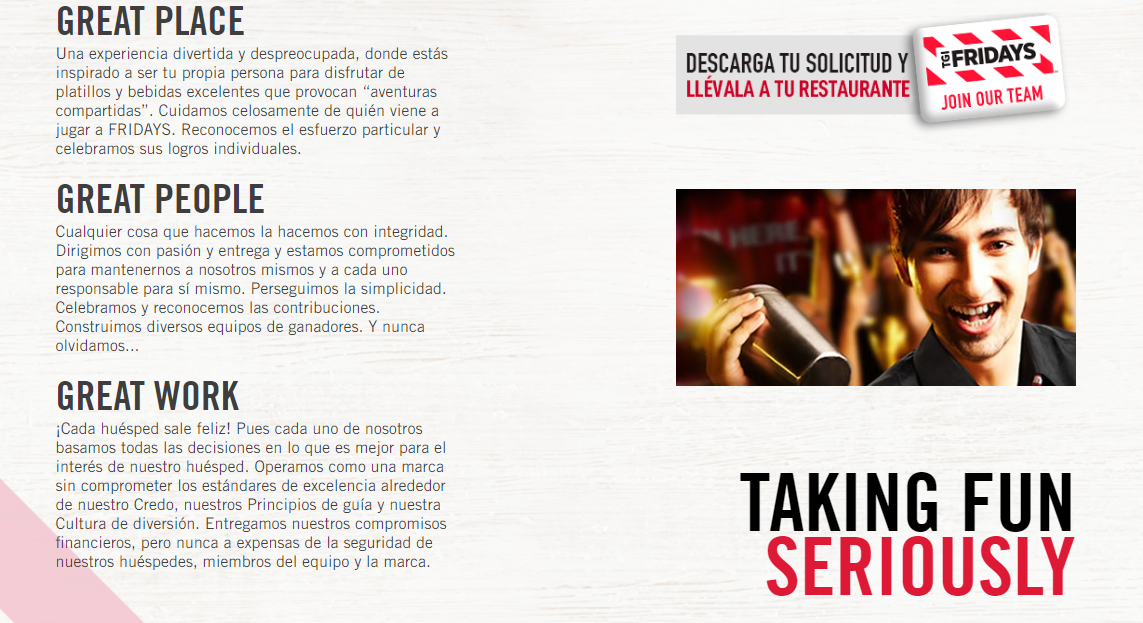 GREAT PLACE
Una experiencia divertida y despreocupada, donde estás
inspirado a ser tu propia persona para disfrutar de
platillos y bebidas excelentes que provocan “aventuras
compartidas”. Cuidamos celosamente de quién viene a
jugar a FRIDAYS. Reconocemos el esfuerzo particular y
celebramos sus logros individuales.
GREAT PEOPLE
Cualquier cosa que hacemos la hacemos con integridad.
Dirigimos con pasión y entrega y estamos comprometidos
para mantenernos a nosotros mismos y a cada uno
responsable para sí mismo. Perseguimos la simplicidad.
Celebramos y reconocemos las contribuciones.
Construimos diversos equipos de ganadores. Y nunca
olvidamos...
GREAT WORK
¡Cada huésped sale feliz! Pues cada uno de nosotros
basamos todas las decisiones en lo que es mejor para el
interés de nuestro huésped. Operamos como una marca
sin comprometer los estándares de excelencia alrededor
de nuestro Credo, nuestros Principios de guía y nuestra
Cultura de diversión. Entregamos nuestros compromisos
financieros, pero nunca a expensas de la seguridad de
nuestros huéspedes, miembros del equipo y la marca.
DESCARGA TU SOLICITUD Y
LLÉVALA A TU RESTAURANTE
TGI FRIDAYS
JOIN OUR TEAM
IN HERE,
IT'
TAKING FUN
SERIOUSLY